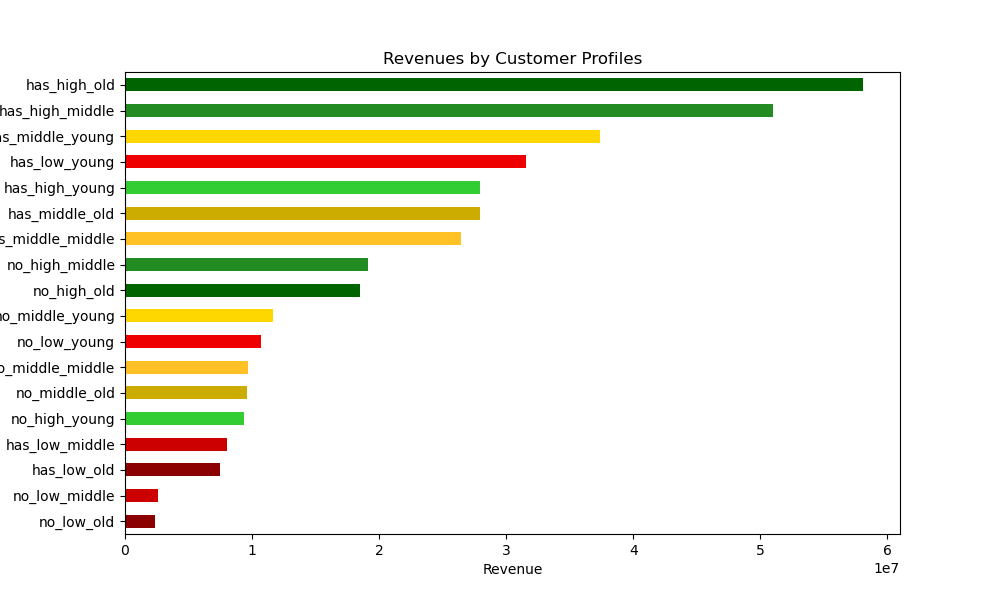 Revenues by Customer Profiles
has_high_old
has_high_middle
as_middle_young
has_low_young
has_high_young
has_middle_old
s_middle_middle
no_high_middle
no_high_old
no_middle_young
no_low_young
o_middle_middle
no_middle_old
no_high_young
has_low_middle
has_low_old
no_low_middle
no_low_old
0 1 2 3 4 5 6
1e7
Revenue